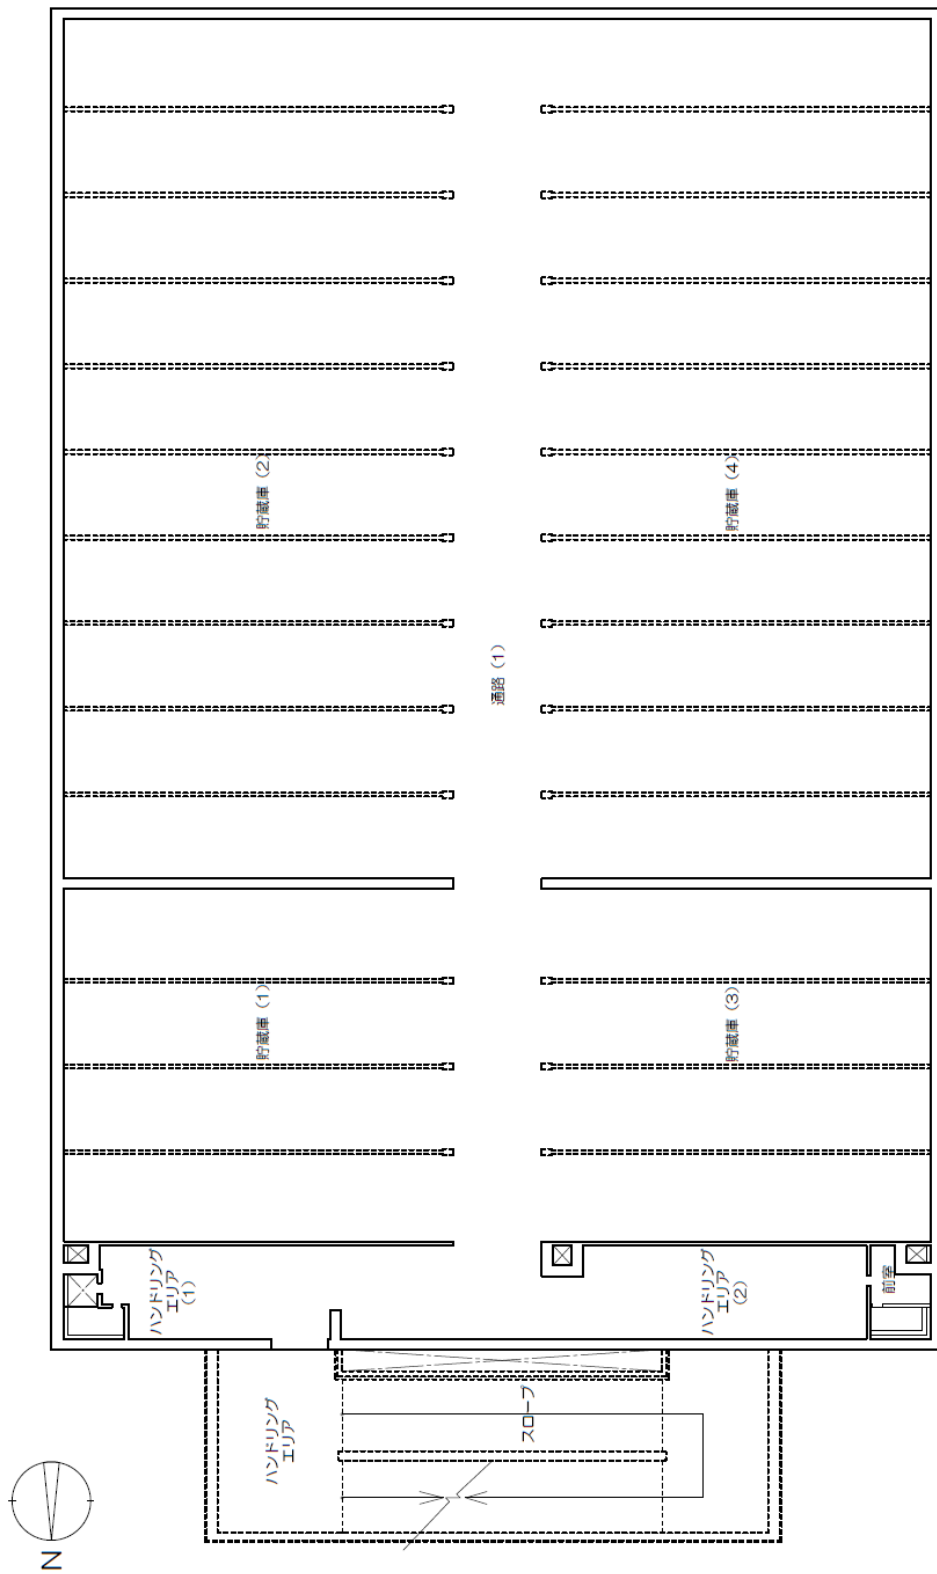 貯蔵庫（2）
貯蔵庫（4）
通路（1）
貯蔵庫（1）
貯蔵庫（3）
ハンドリング
エリア
（1）
ハンドリング
エリア
（2）
前室
ハンドリング
エリア
スロープ
N